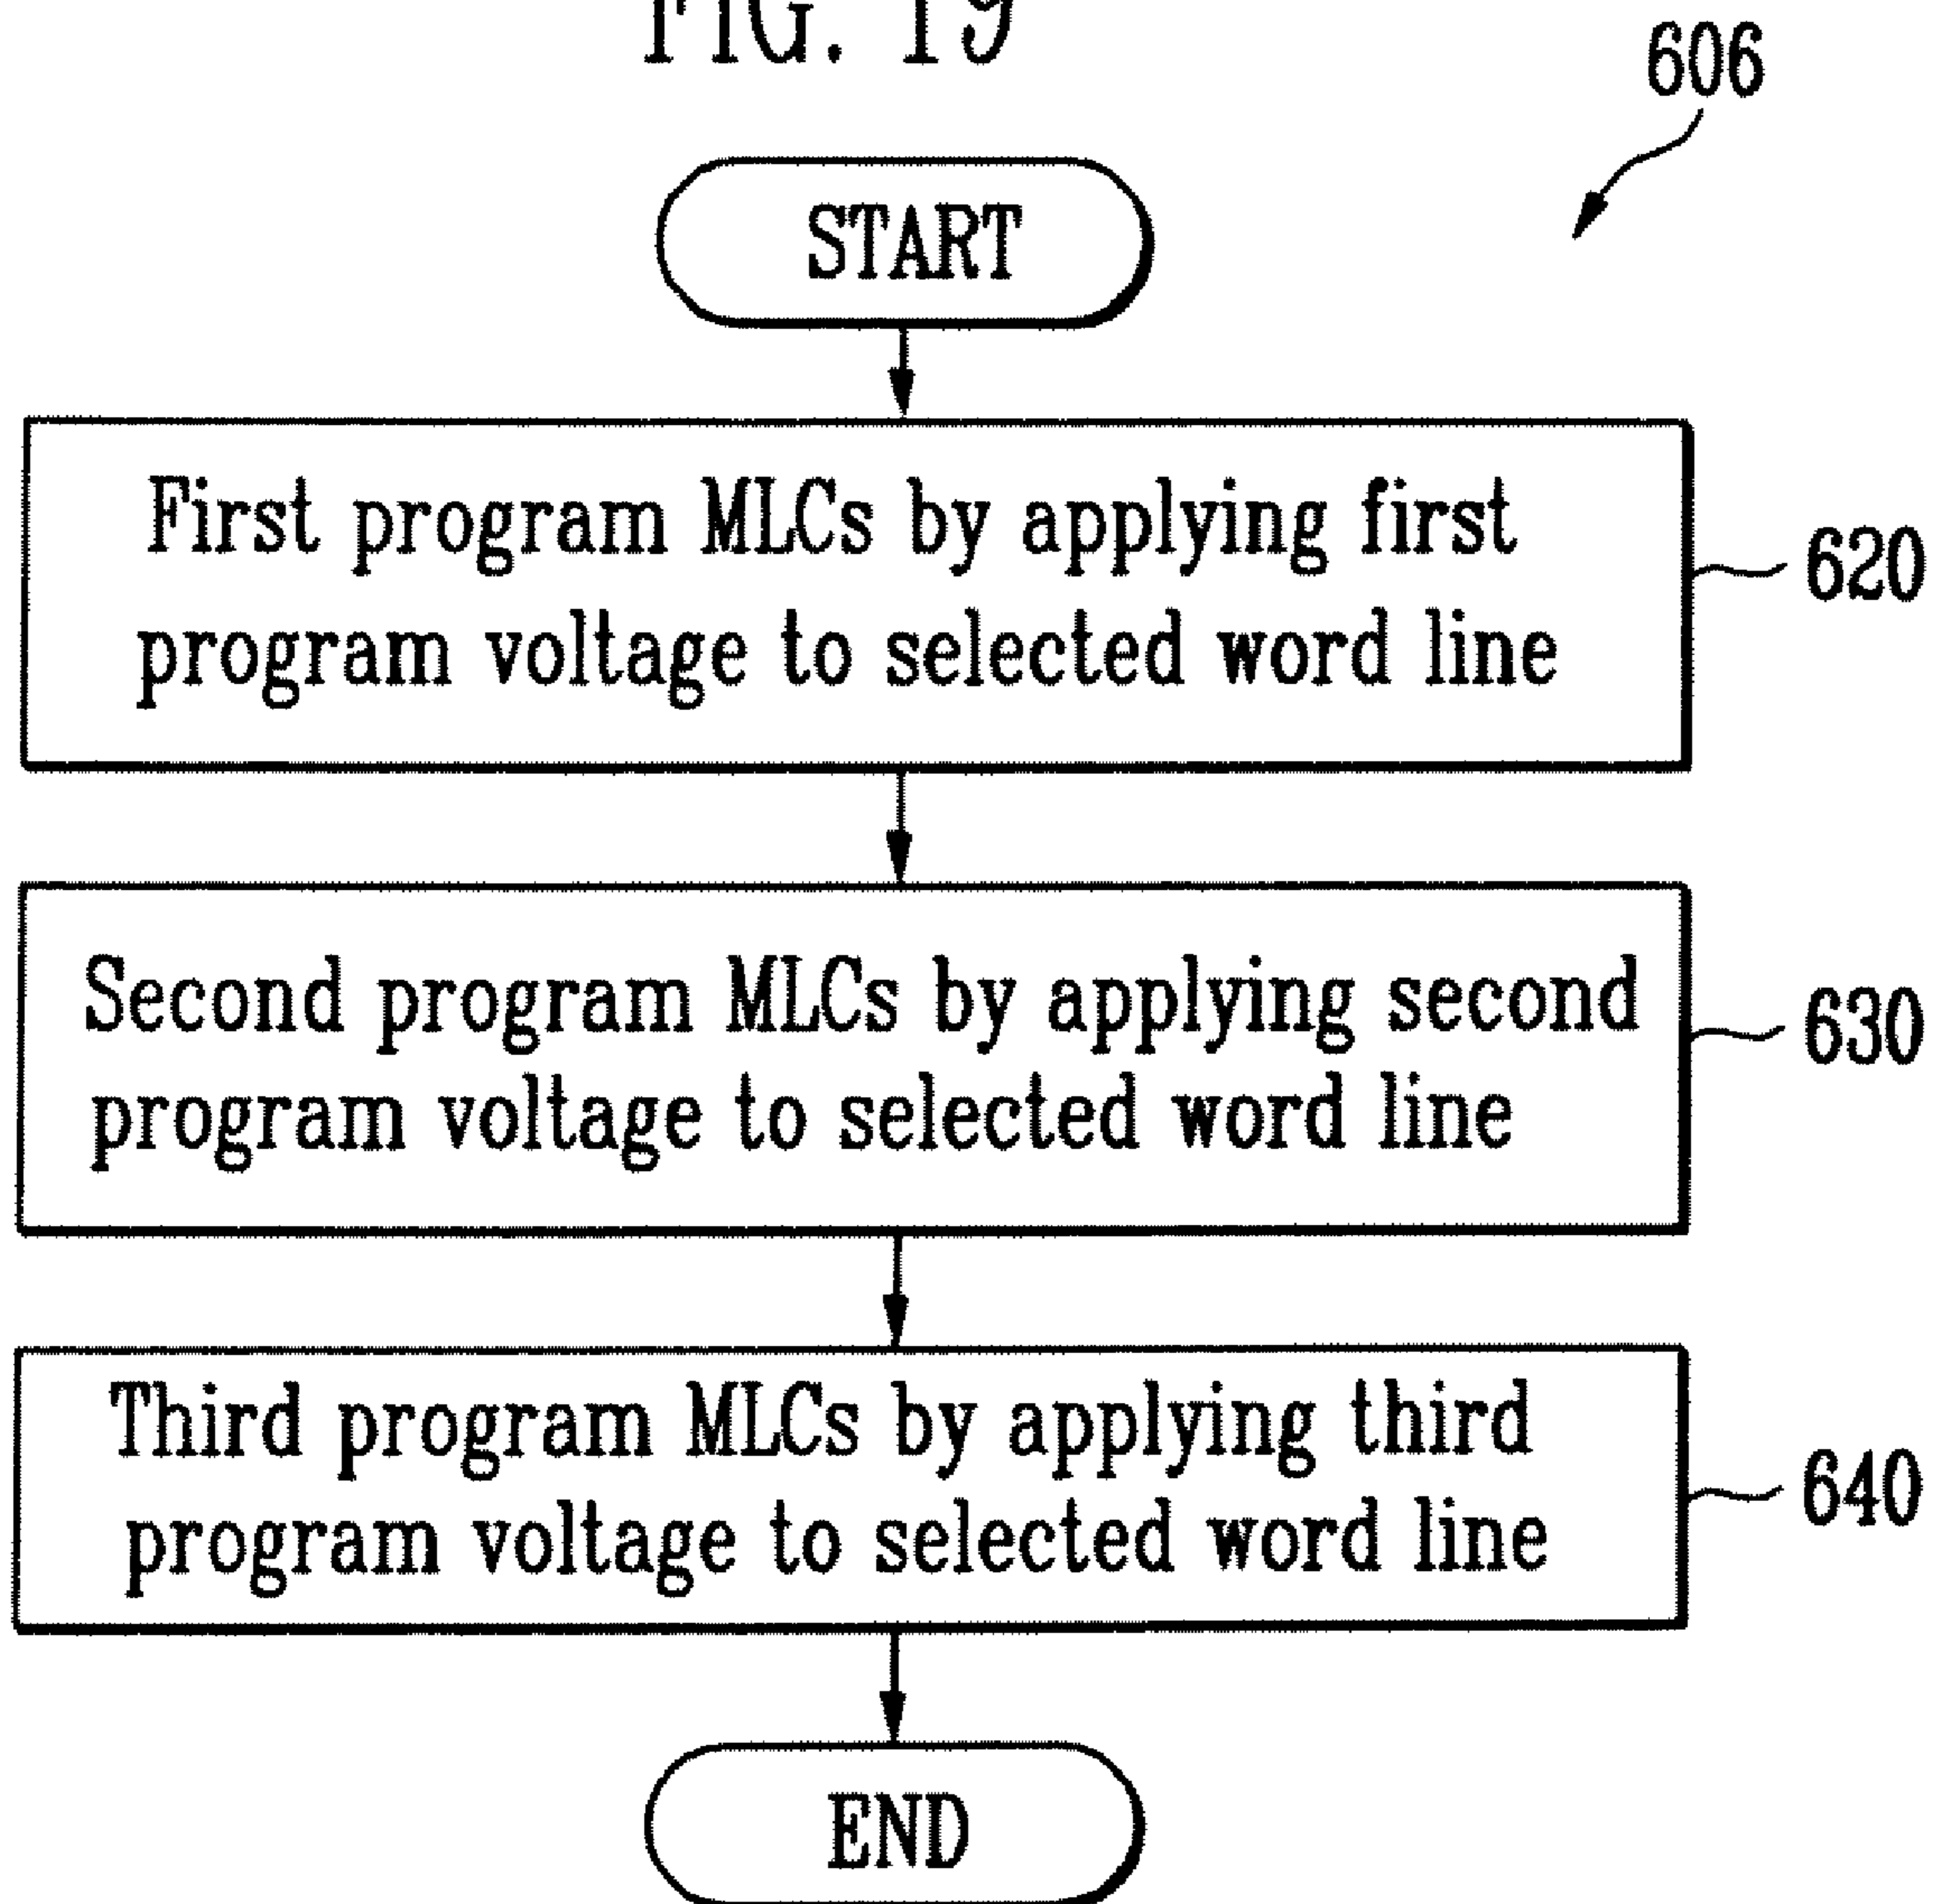 FIG. 19
606
START
First program MLCs by applying first
program voltage to selected word line
620
Second program MLCs by applying second
program voltage to selected word line
630
Third program MLCs by applying third
program voltage to selected word line
640
END